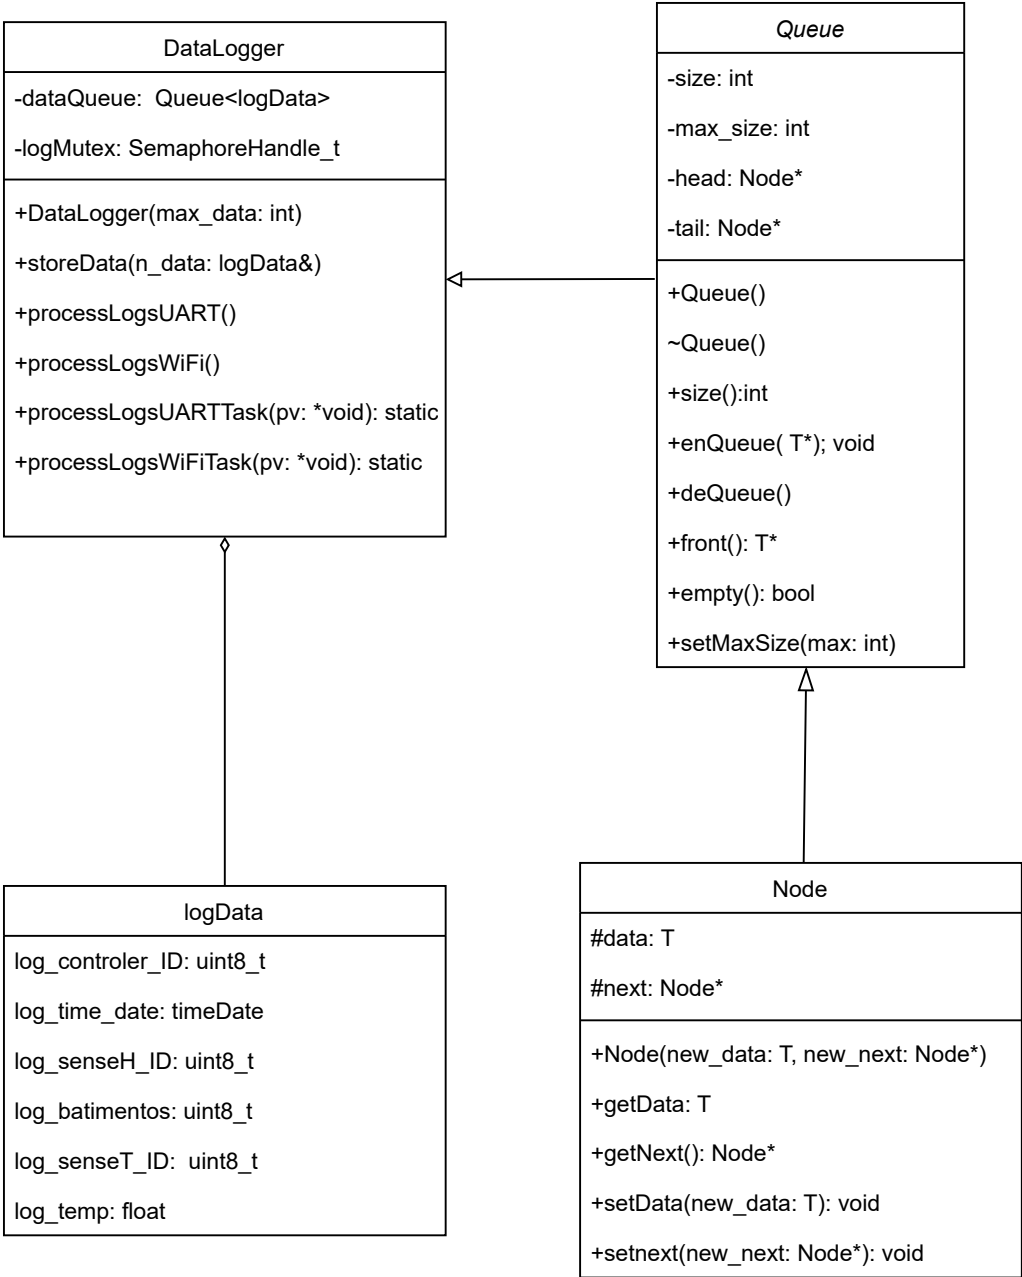 DataLogger
-dataQueue:  Queue<logData>
-logMutex: SemaphoreHandle_t
+DataLogger(max_data: int)
+storeData(n_data: logData&)
+processLogsUART()
+processLogsWiFi()
+processLogsUARTTask(pv: *void): static
+processLogsWiFiTask(pv: *void): static
Queue
-size: int
-max_size: int
-head: Node*
-tail: Node*
+Queue()
~Queue()
+size():int
+enQueue( T*); void
+deQueue()
+front(): T*
+empty(): bool
+setMaxSize(max: int)
logData
log_controler_ID: uint8_t
log_time_date: timeDate
log_senseH_ID: uint8_t
log_batimentos: uint8_t
log_senseT_ID:  uint8_t
log_temp: float
Node
#data: T
#next: Node*
+Node(new_data: T, new_next: Node*)
+getData: T
+getNext(): Node*
+setData(new_data: T): void
+setnext(new_next: Node*): void